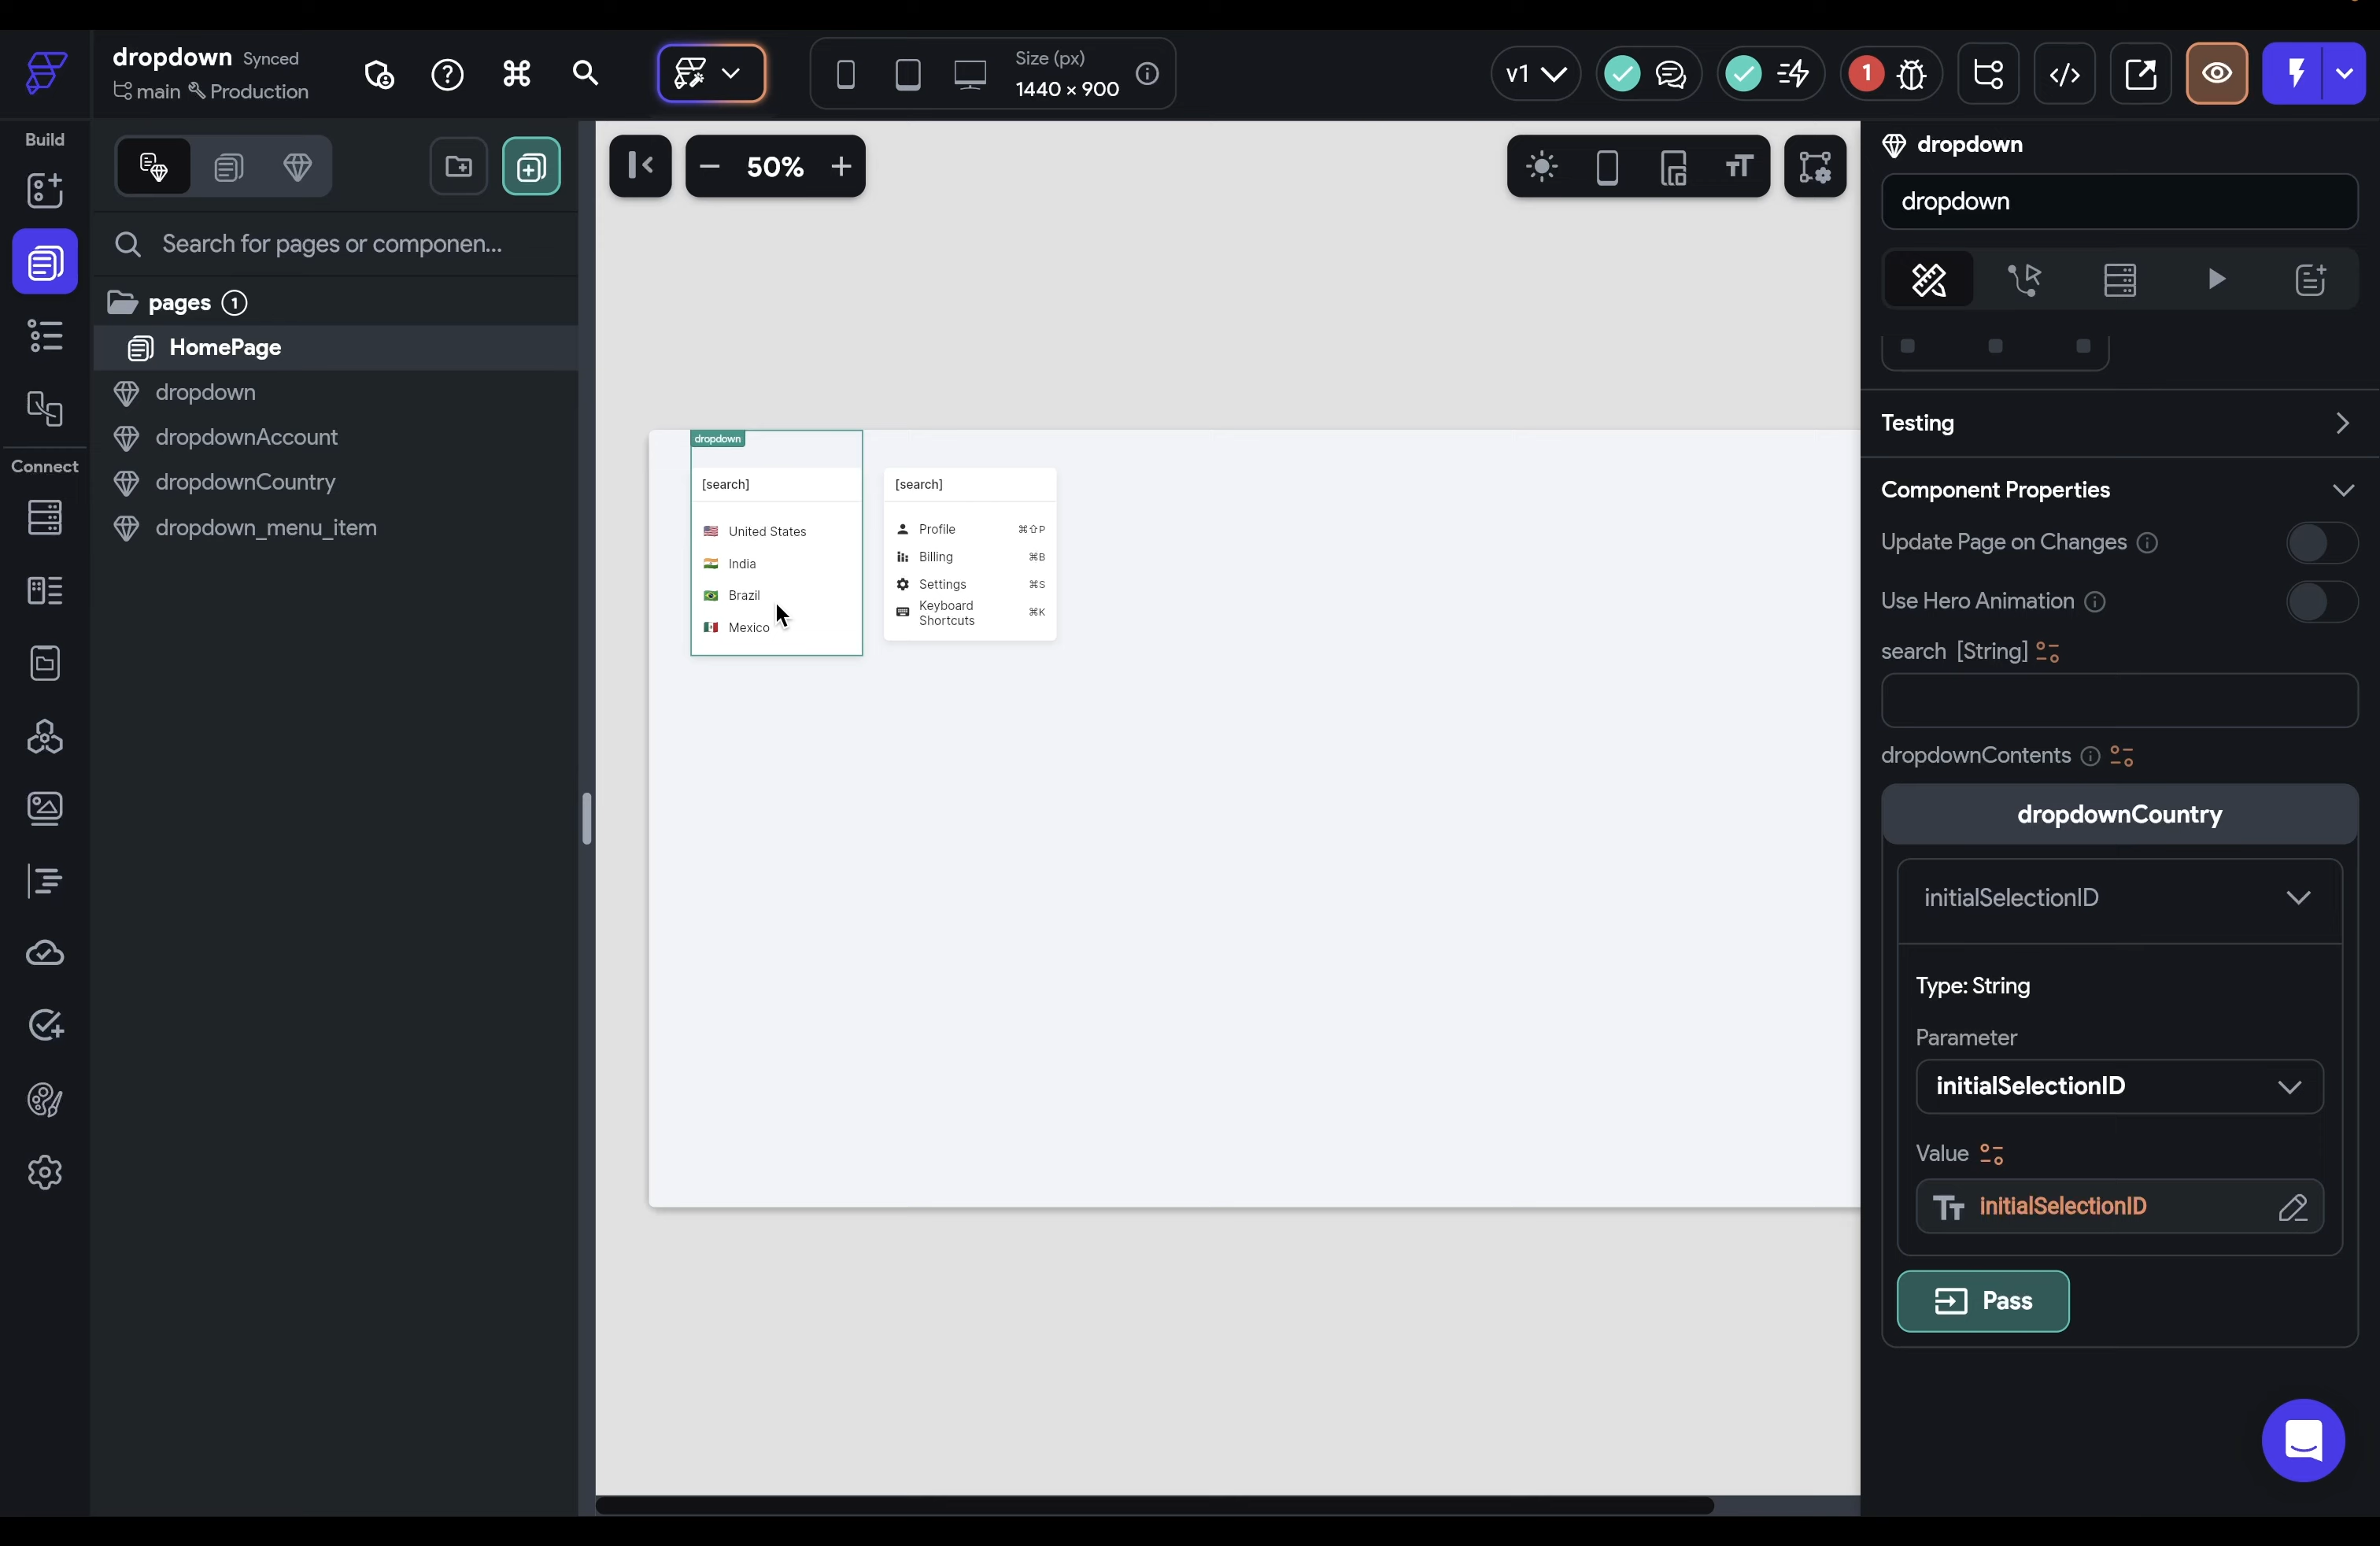 dropdown Synced
main Production
Size (px)
1440 × 900
v1
1
Build
Connect
Search for pages or componen...
pages 1
HomePage
dropdown
dropdownAccount
dropdownCountry
dropdown_menu_item
50%
dropdown
[search]
United States
India
Brazil
Mexico
[search]
Profile ⌘⇧P
Billing ⌘B
Settings ⌘S
Keyboard
Shortcuts ⌘K
dropdown
dropdown
Testing
Component Properties
Update Page on Changes
Use Hero Animation
search [String]
dropdownContents
dropdownCountry
initialSelectionID
Type: String
Parameter
initialSelectionID
Value
Tт initialSelectionID
Pass